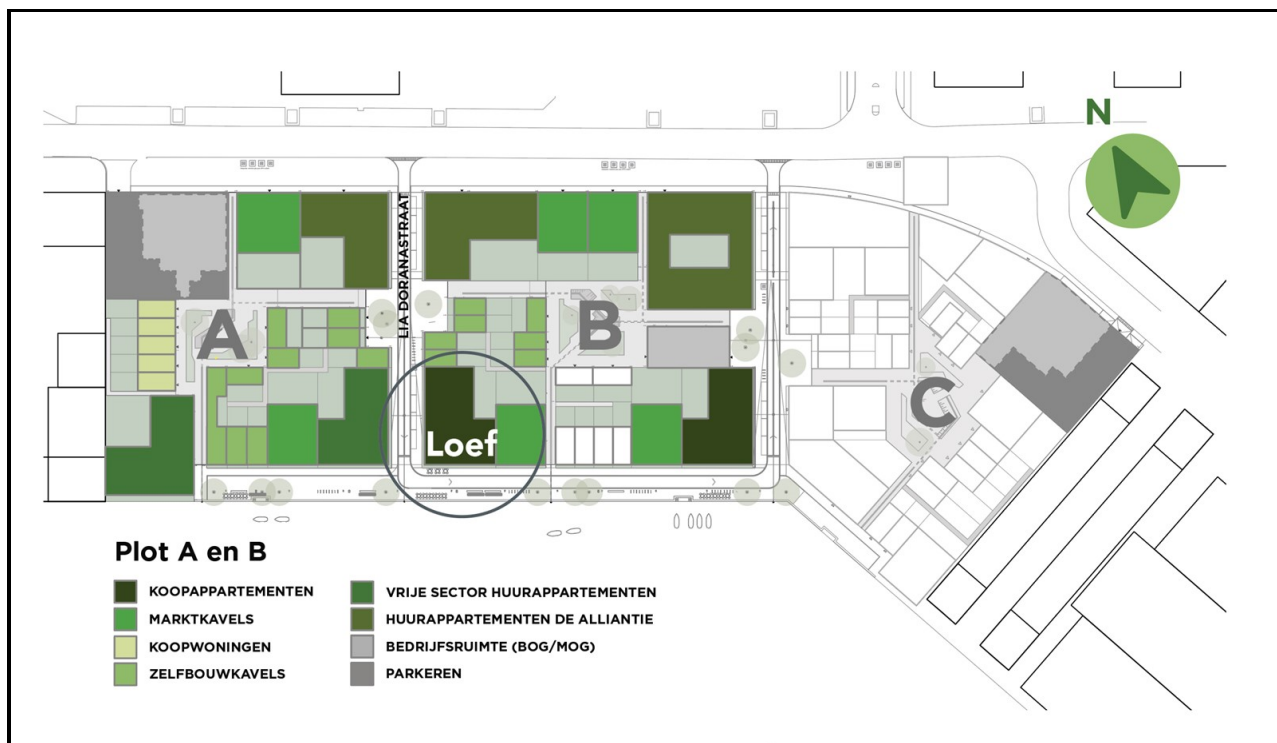 N
LIA DORANASTRAAT
A
B
C
Loef
Plot A en B
KOOPAPPARTEMENTEN
MARKTKAVELS
KOOPWONINGEN
ZELFBOUWKAVELS
VRIJE SECTOR HUURAPPARTEMENTEN
HUURAPPARTEMENTEN DE ALLIANTIE
BEDRIJFSRUIMTE (BOG/MOG)
PARKEREN